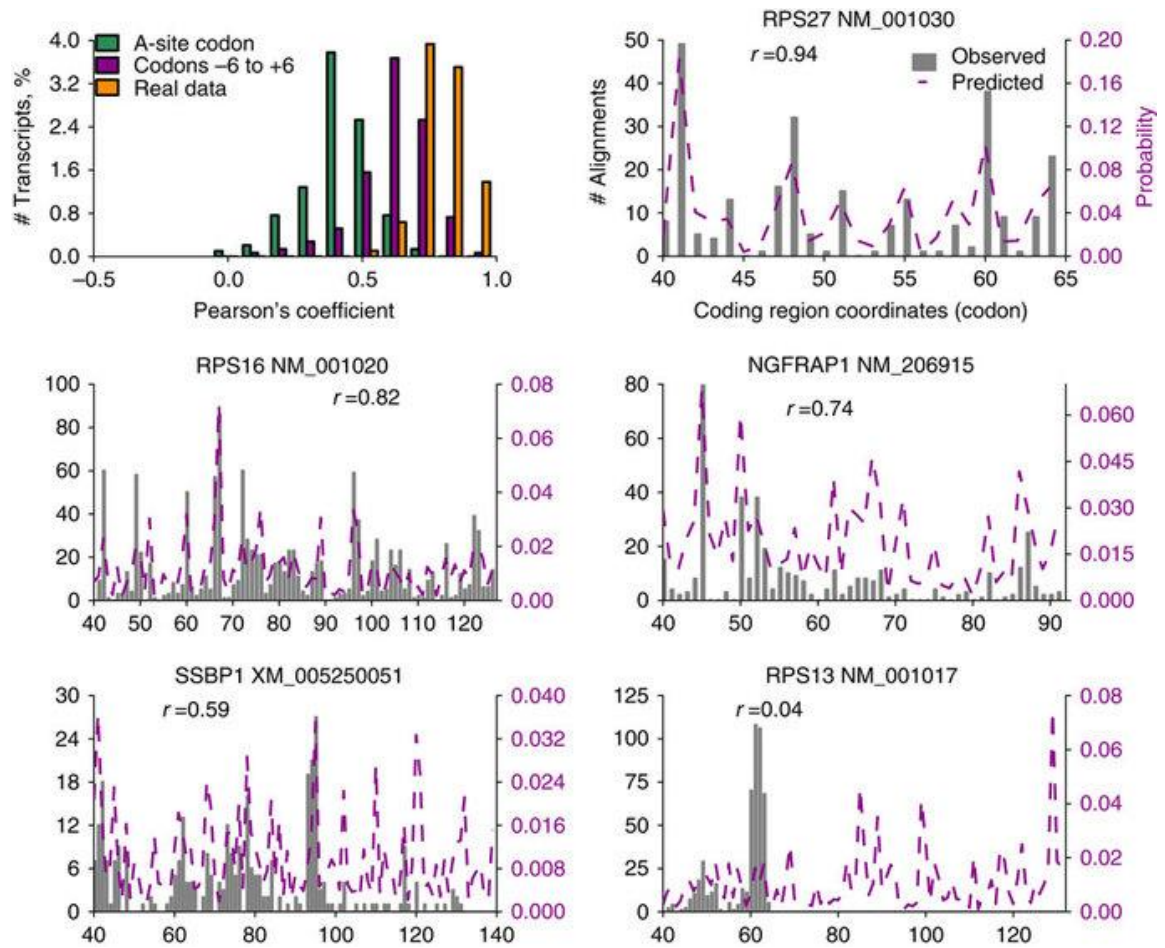 # Transcripts, %
4.0
3.2
2.4
1.6
0.8
0.0
A-site codon
Codons –6 to +6
Real data
−0.5
0.0
0.5
1.0
Pearson's coefficient
RPS27 NM_001030
r=0.94
Observed
Predicted
# Alignments
50
40
30
20
10
0
0.20
0.16
0.12
0.08
0.04
0.00
Probability
40 45 50 55 60 65
Coding region coordinates (codon)
RPS16 NM_001020
r=0.82
100
80
60
40
20
0
0.08
0.06
0.04
0.02
0.00
40 50 60 70 80 90 100 110 120
NGFRAP1 NM_206915
r=0.74
80
60
40
20
0
0.060
0.045
0.030
0.015
0.000
40 50 60 70 80 90
SSBP1 XM_005250051
r=0.59
30
24
18
12
6
0
0.040
0.032
0.024
0.016
0.008
0.000
40 60 80 100 120 140
RPS13 NM_001017
r=0.04
125
100
75
50
25
0
0.08
0.06
0.04
0.02
0.00
40 60 80 100 120